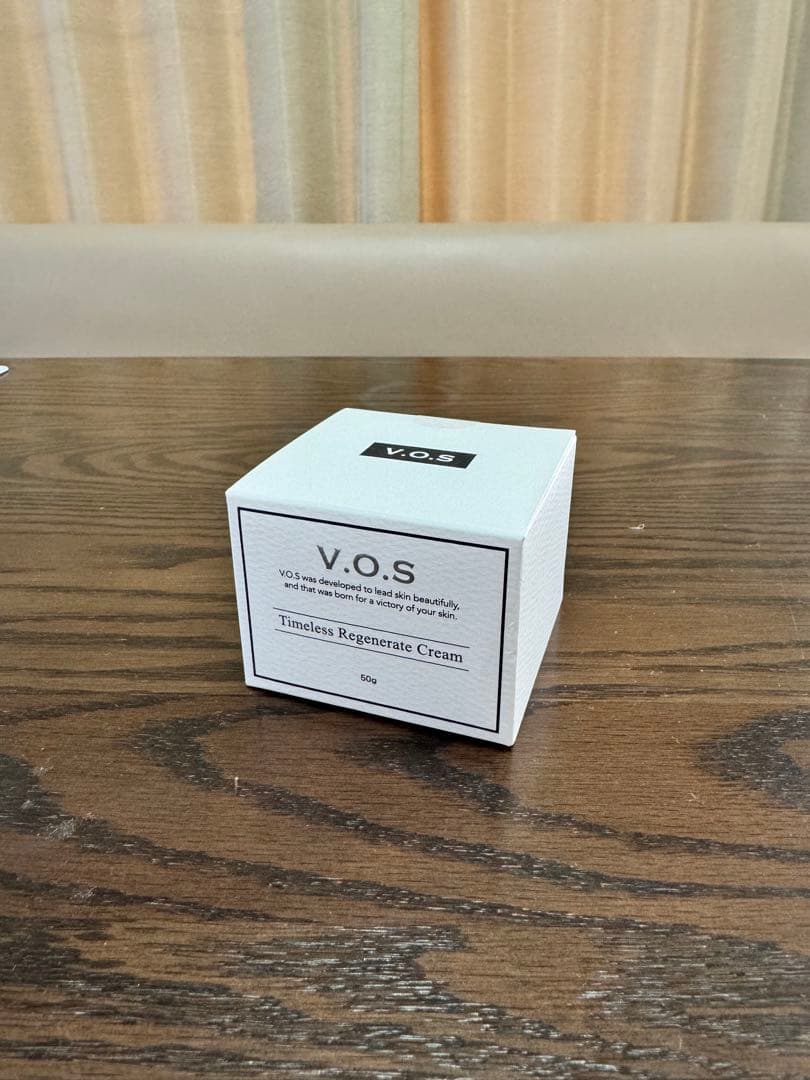 V.O.S
V.O.S
V.O.S was developed to lead skin beautifully,
and that was born for a victory of your skin.
Timeless Regenerate Cream
50g